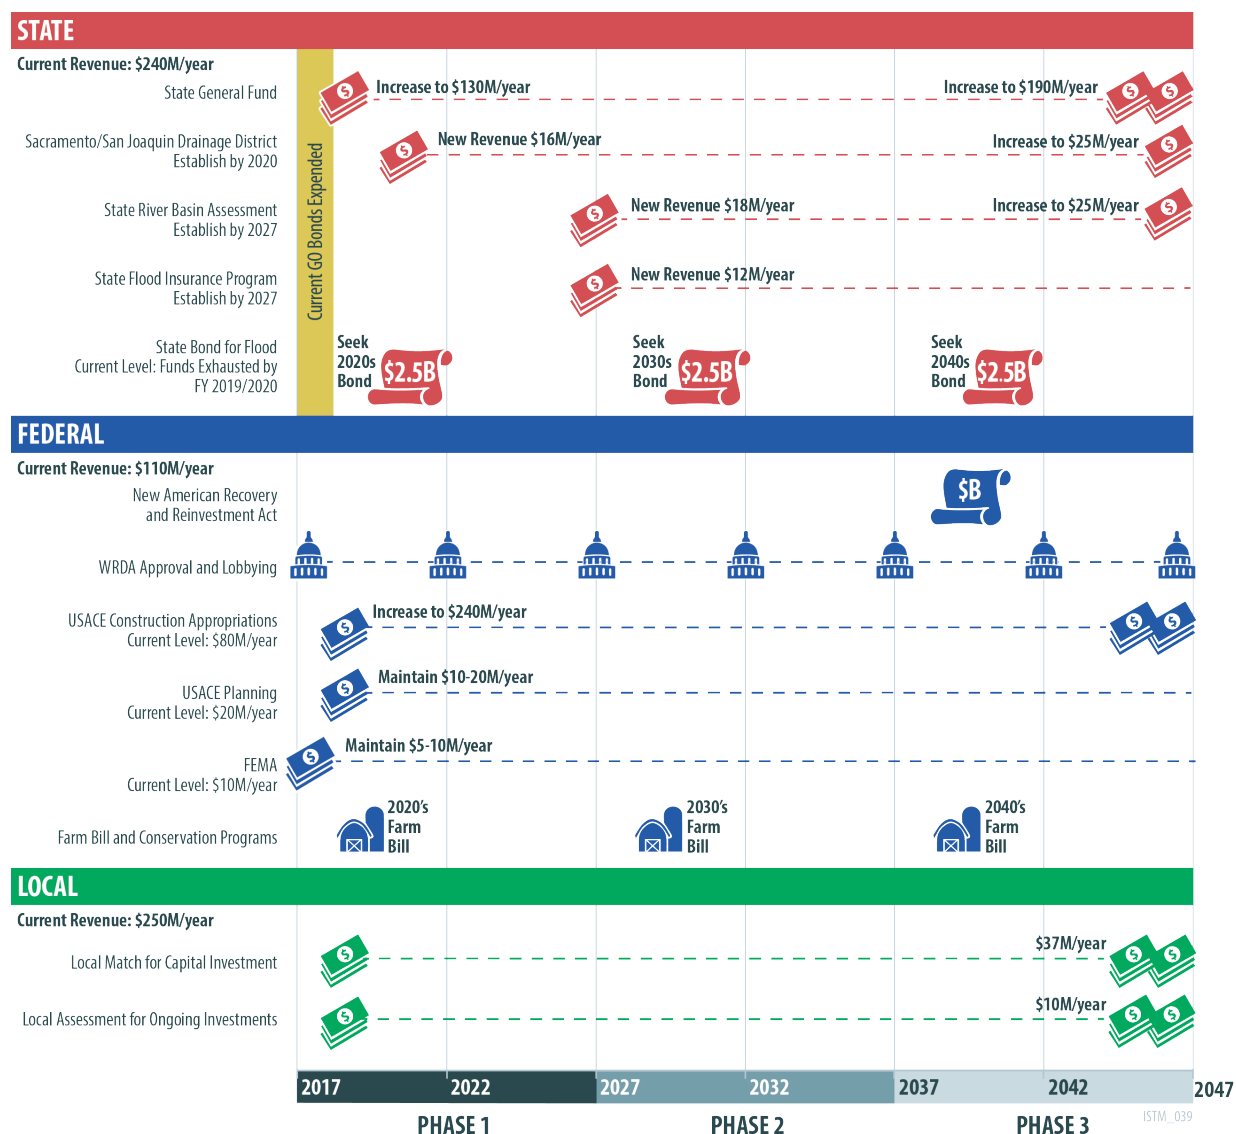 STATE
Current Revenue: $240M/year
State General Fund
Increase to $130M/year
Increase to $190M/year
Sacramento/San Joaquin Drainage District
Establish by 2020
New Revenue $16M/year
Increase to $25M/year
State River Basin Assessment
Establish by 2027
New Revenue $18M/year
Increase to $25M/year
State Flood Insurance Program
Establish by 2027
New Revenue $12M/year
Current GO Bonds Expended
State Bond for Flood
Current Level: Funds Exhausted by
FY 2019/2020
Seek
2020s
Bond
$2.5B
Seek
2030s
Bond
$2.5B
Seek
2040s
Bond
$2.5B
FEDERAL
Current Revenue: $110M/year
New American Recovery
and Reinvestment Act
$B
WRDA Approval and Lobbying
USACE Construction Appropriations
Current Level: $80M/year
Increase to $240M/year
USACE Planning
Current Level: $20M/year
Maintain $10-20M/year
FEMA
Current Level: $10M/year
Maintain $5-10M/year
Farm Bill and Conservation Programs
2020's
Farm
Bill
2030's
Farm
Bill
2040's
Farm
Bill
LOCAL
Current Revenue: $250M/year
Local Match for Capital Investment
$37M/year
Local Assessment for Ongoing Investments
$10M/year
2017 2022 2027 2032 2037 2042 2047
PHASE 1 PHASE 2 PHASE 3
ISTM_039